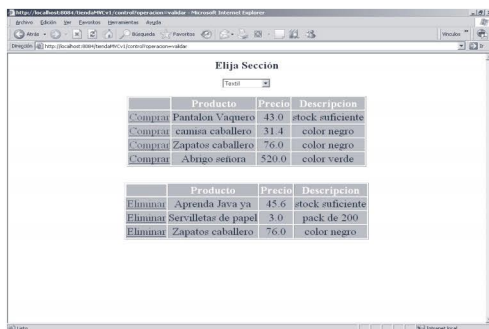 http://localhost:8084/tiendaMVCv1/control?operacion=validar - Microsoft Internet Explorer
Archivo Edición Ver Favoritos Herramientas Ayuda
Atrás Búsqueda Favoritos Vínculos
Dirección http://localhost:8084/tiendaMVCv1/control?operacion=validar Ir
Elija Sección
Textil
Producto Precio Descripcion
Comprar Pantalon Vaquero 43.0 stock suficiente
Comprar camisa caballero 31.4 color negro
Comprar Zapatos caballero 76.0 color negro
Comprar Abrigo señora 520.0 color verde
Producto Precio Descripcion
Eliminar Aprenda Java ya 45.6 stock suficiente
Eliminar Servilletas de papel 3.0 pack de 200
Eliminar Zapatos caballero 76.0 color negro
Listo Intranet local